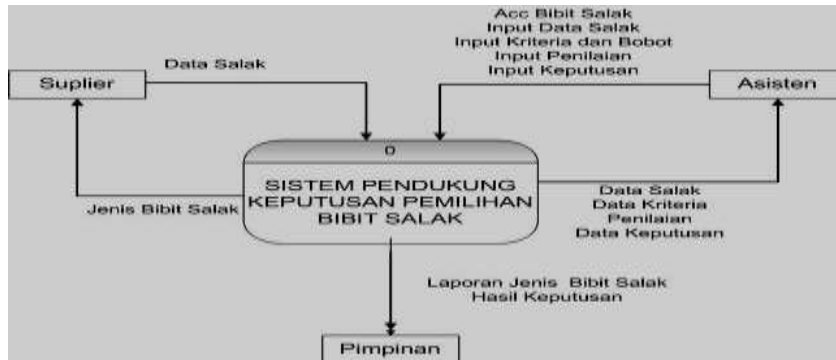 Acc Bibit Salak
Input Data Salak
Input Kriteria dan Bobot
Input Penilaian
Input Keputusan
Data Salak
Suplier
Asisten
0
SISTEM PENDUKUNG
KEPUTUSAN PEMILIHAN
BIBIT SALAK
Jenis Bibit Salak
Data Salak
Data Kriteria
Penilaian
Data Keputusan
Laporan Jenis Bibit Salak
Hasil Keputusan
Pimpinan